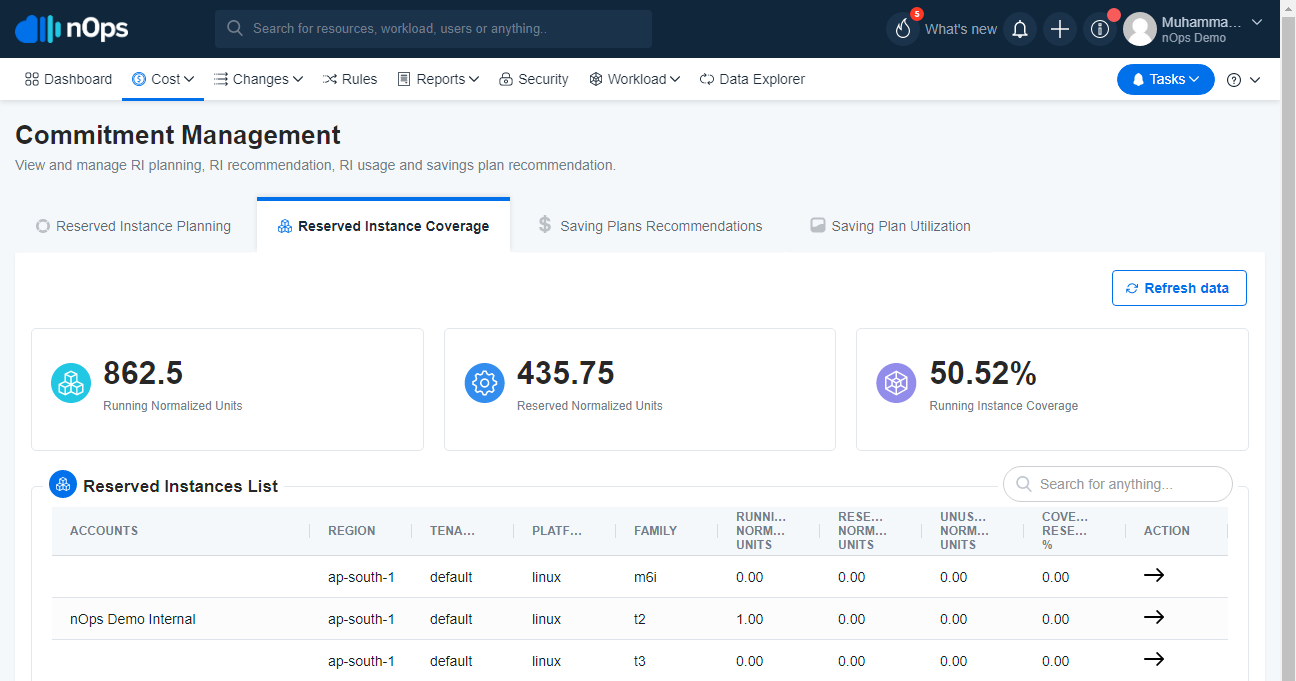 nOps
Search for resources, workload, users or anything..
5
What's new
Muhamma...
nOps Demo
Dashboard
Cost
Changes
Rules
Reports
Security
Workload
Data Explorer
Tasks
Commitment Management
View and manage RI planning, RI recommendation, RI usage and savings plan recommendation.
Reserved Instance Planning
Reserved Instance Coverage
Saving Plans Recommendations
Saving Plan Utilization
Refresh data
862.5
Running Normalized Units
435.75
Reserved Normalized Units
50.52%
Running Instance Coverage
Reserved Instances List
Search for anything...
ACCOUNTS REGION TENA... PLATF... FAMILY RUNNI... NORM... UNITS RESE... NORM... UNITS UNUS... NORM... UNITS COVE... RESE... % ACTION
ap-south-1 default linux m6i 0.00 0.00 0.00 0.00
nOps Demo Internal ap-south-1 default linux t2 1.00 0.00 0.00 0.00
ap-south-1 default linux t3 0.00 0.00 0.00 0.00